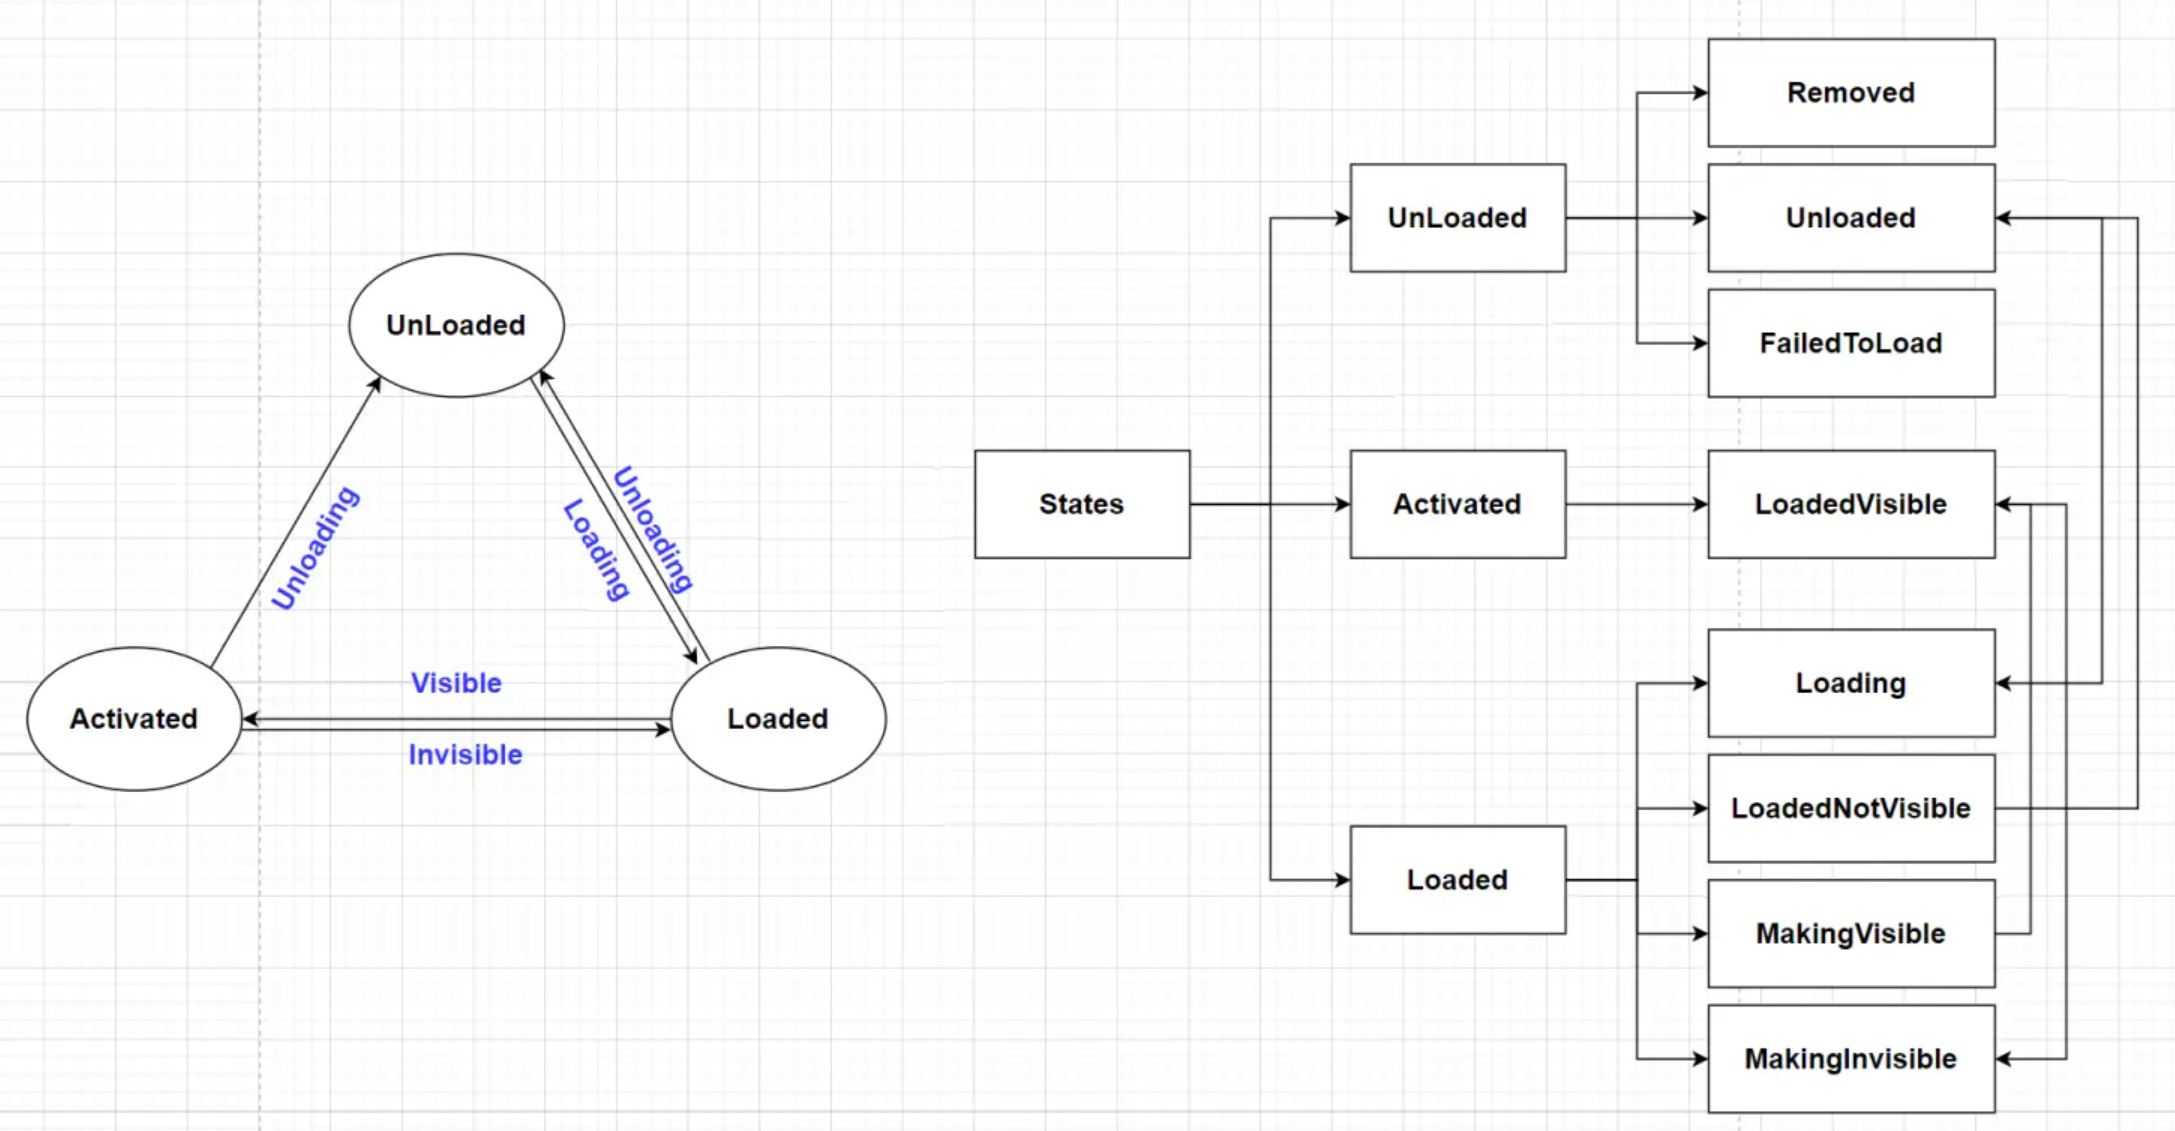 UnLoaded
Unloading
Loading
Unloading
Activated
Visible
Invisible
Loaded
States
UnLoaded
Activated
Loaded
Removed
Unloaded
FailedToLoad
LoadedVisible
Loading
LoadedNotVisible
MakingVisible
MakingInvisible